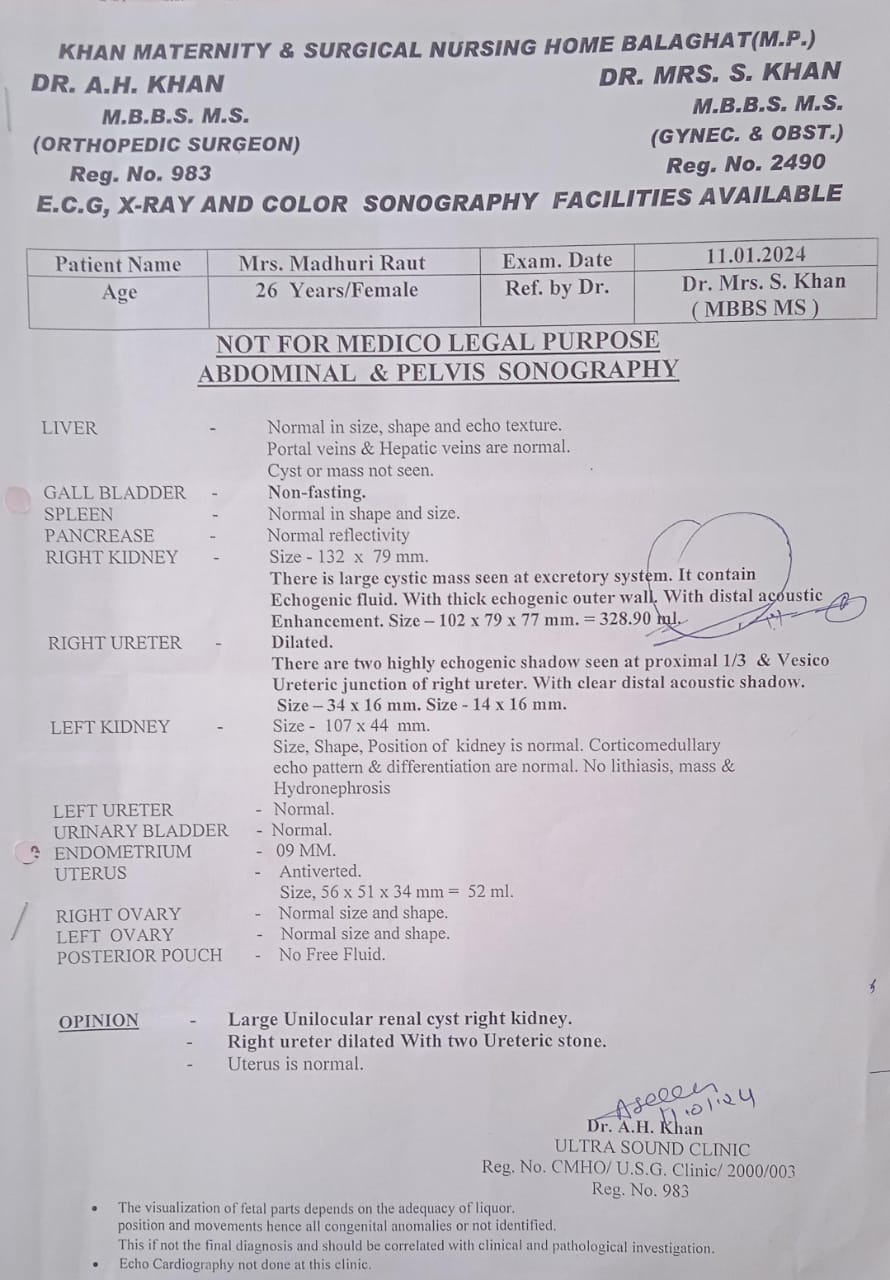 KHAN MATERNITY & SURGICAL NURSING HOME BALAGHAT(M.P.)
DR. A.H. KHAN DR. MRS. S. KHAN
M.B.B.S. M.S. M.B.B.S. M.S.
(ORTHOPEDIC SURGEON) (GYNEC. & OBST.)
Reg. No. 983 Reg. No. 2490
E.C.G, X-RAY AND COLOR SONOGRAPHY FACILITIES AVAILABLE
Patient Name Mrs. Madhuri Raut Exam. Date 11.01.2024
Age 26 Years/Female Ref. by Dr. Dr. Mrs. S. Khan
( MBBS MS )
NOT FOR MEDICO LEGAL PURPOSE
ABDOMINAL & PELVIS SONOGRAPHY
LIVER - Normal in size, shape and echo texture.
Portal veins & Hepatic veins are normal.
Cyst or mass not seen.
GALL BLADDER - Non-fasting.
SPLEEN - Normal in shape and size.
PANCREASE - Normal reflectivity
RIGHT KIDNEY - Size - 132 x 79 mm.
There is large cystic mass seen at excretory system. It contain
Echogenic fluid. With thick echogenic outer wall. With distal acoustic
Enhancement. Size – 102 x 79 x 77 mm. = 328.90 ml.
RIGHT URETER - Dilated.
There are two highly echogenic shadow seen at proximal 1/3 & Vesico
Ureteric junction of right ureter. With clear distal acoustic shadow.
Size – 34 x 16 mm. Size - 14 x 16 mm.
LEFT KIDNEY - Size - 107 x 44 mm.
Size, Shape, Position of kidney is normal. Corticomedullary
echo pattern & differentiation are normal. No lithiasis, mass &
Hydronephrosis
LEFT URETER - Normal.
URINARY BLADDER - Normal.
ENDOMETRIUM - 09 MM.
UTERUS - Antiverted.
Size, 56 x 51 x 34 mm = 52 ml.
RIGHT OVARY - Normal size and shape.
LEFT OVARY - Normal size and shape.
POSTERIOR POUCH - No Free Fluid.
OPINION - Large Unilocular renal cyst right kidney.
- Right ureter dilated With two Ureteric stone.
- Uterus is normal.
11.01.24
Dr. A.H. Khan
ULTRA SOUND CLINIC
Reg. No. CMHO/ U.S.G. Clinic/ 2000/003
Reg. No. 983
• The visualization of fetal parts depends on the adequacy of liquor.
position and movements hence all congenital anomalies or not identified.
This if not the final diagnosis and should be correlated with clinical and pathological investigation.
• Echo Cardiography not done at this clinic.